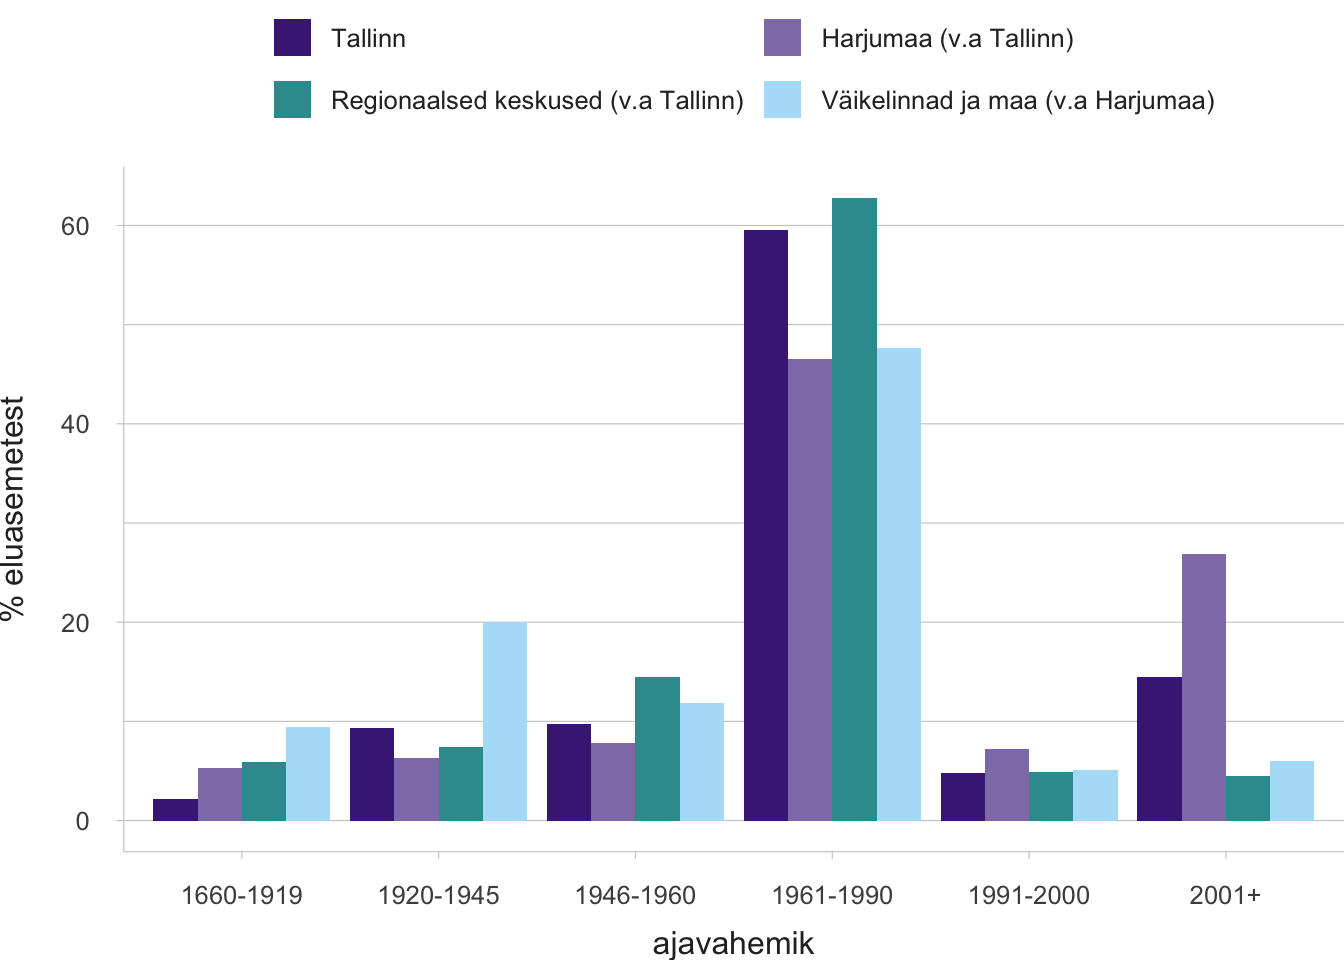 Tallinn
Harjumaa (v.a Tallinn)
Regionaalsed keskused (v.a Tallinn)
Väikelinnad ja maa (v.a Harjumaa)
60
40
20
0
% eluasemetest
1660-1919
1920-1945
1946-1960
1961-1990
1991-2000
2001+
ajavahemik